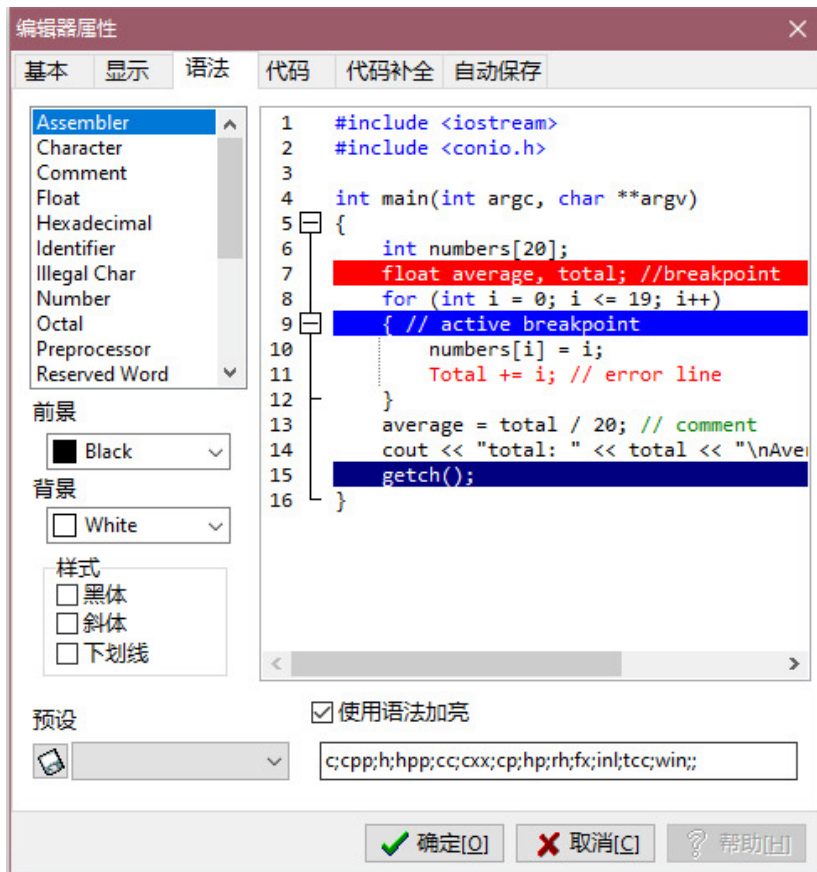 编辑器属性
基本 显示 语法 代码 代码补全 自动保存
Assembler
Character
Comment
Float
Hexadecimal
Identifier
Illegal Char
Number
Octal
Preprocessor
Reserved Word
前景
Black
背景
White
样式
黑体
斜体
下划线
1 #include <iostream>
2 #include <conio.h>
3
4 int main(int argc, char **argv)
5 {
6 int numbers[20];
7 float average, total; //breakpoint
8 for (int i = 0; i <= 19; i++)
9 { // active breakpoint
10 numbers[i] = i;
11 Total += i; // error line
12 }
13 average = total / 20; // comment
14 cout << "total: " << total << "\nAver
15 getch();
16 }
预设
使用语法加亮
c;cpp;h;hpp;cc;cxx;cp;hp;rh;fx;inl;tcc;win;;
确定[O] 取消[C] 帮助[H]